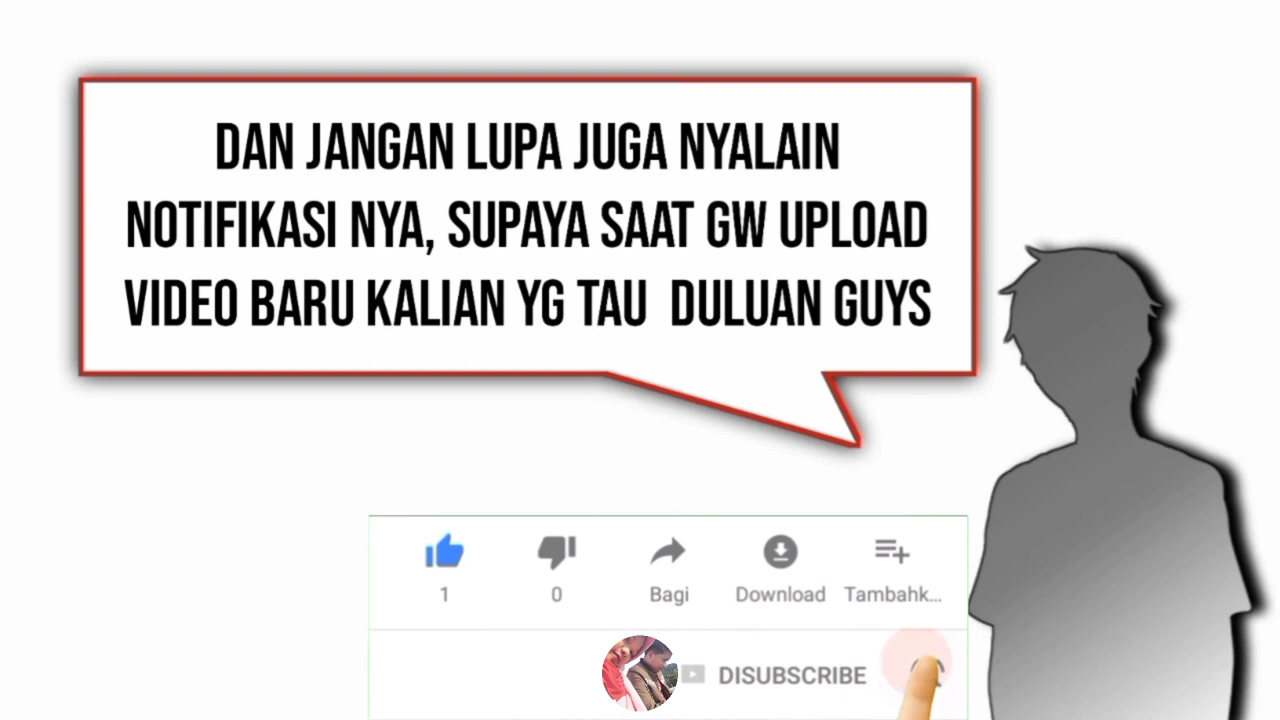 DAN JANGAN LUPA JUGA NYALAIN
NOTIFIKASI NYA, SUPAYA SAAT GW UPLOAD
VIDEO BARU KALIAN YG TAU DULUAN GUYS
1
0
Bagi
Download
Tambahk...
DISUBSCRIBE